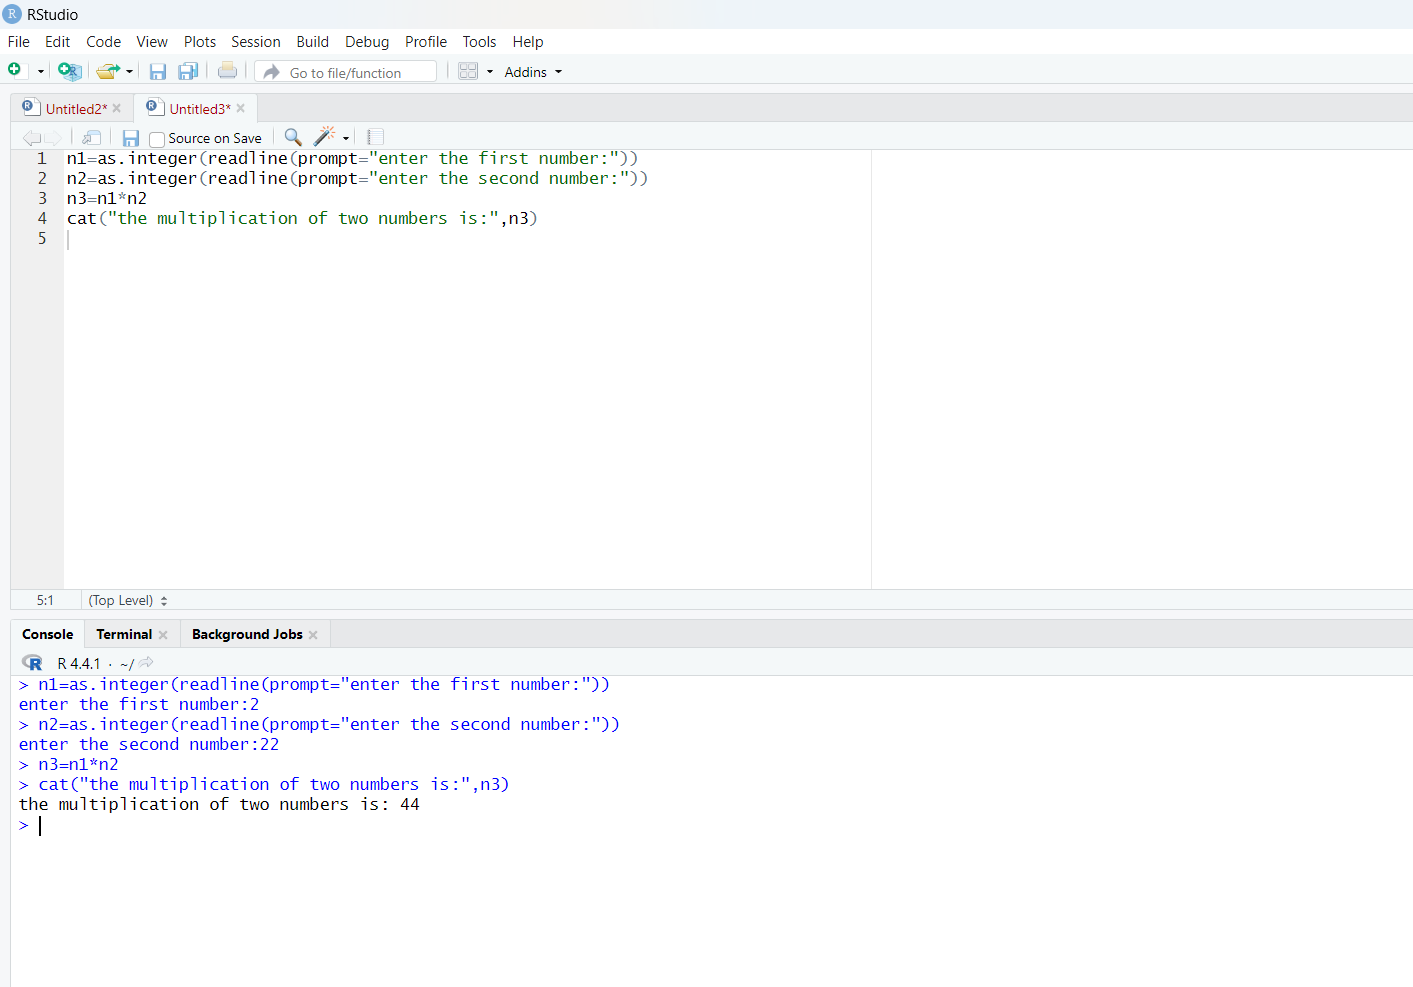 RStudio
File Edit Code View Plots Session Build Debug Profile Tools Help
Go to file/function Addins
Untitled2* Untitled3*
Source on Save
1 n1=as.integer(readline(prompt="enter the first number:"))
2 n2=as.integer(readline(prompt="enter the second number:"))
3 n3=n1*n2
4 cat("the multiplication of two numbers is:",n3)
5
5:1 (Top Level)
Console Terminal Background Jobs
R R 4.4.1 · ~/
> n1=as.integer(readline(prompt="enter the first number:"))
enter the first number:2
> n2=as.integer(readline(prompt="enter the second number:"))
enter the second number:22
> n3=n1*n2
> cat("the multiplication of two numbers is:",n3)
the multiplication of two numbers is: 44
>